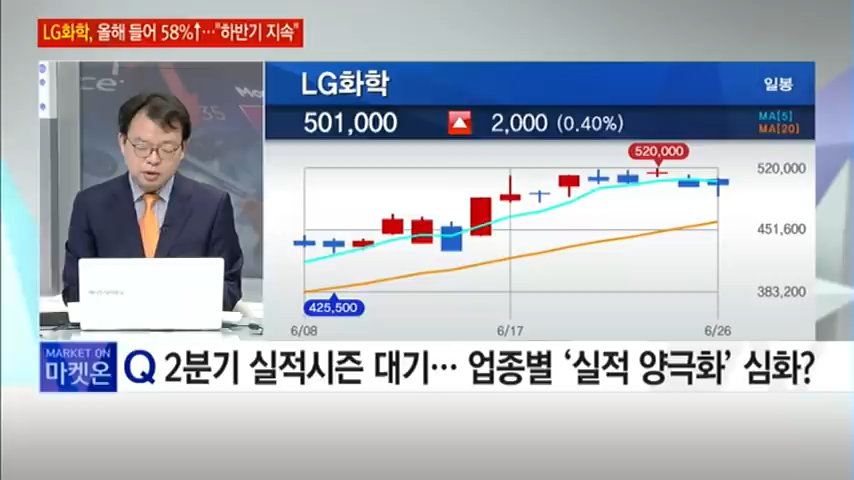 LG화학, 올해 들어 58%↑…"하반기 지속"
35
LG화학
일봉
501,000
2,000 (0.40%)
MA[5]
MA[20]
520,000
520,000
451,600
383,200
425,500
6/08
6/17
6/26
MARKET ON
마켓온
Q 2분기 실적시즌 대기… 업종별 '실적 양극화' 심화?